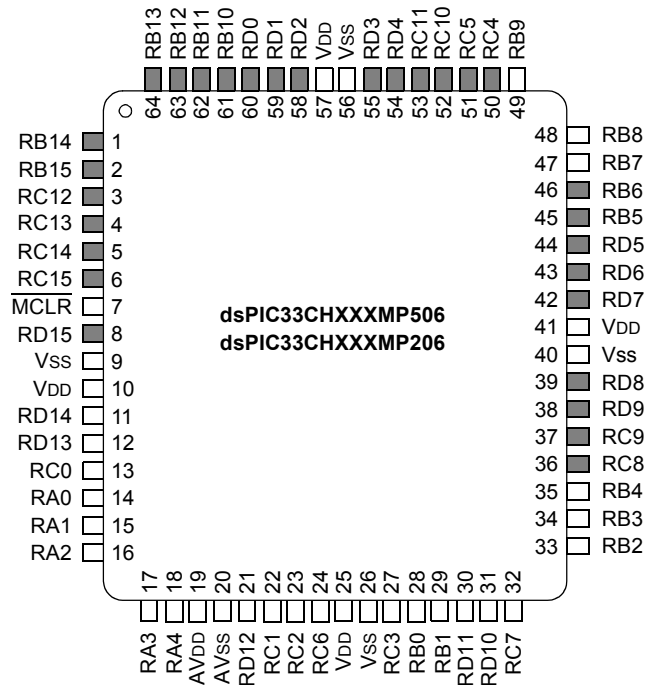 RB13 RB12 RB11 RB10 RD0 RD1 RD2 VDD VSS RD3 RD4 RC11 RC10 RC5 RC4 RB9
64 63 62 61 60 59 58 57 56 55 54 53 52 51 50 49
RB14 1 48 RB8
RB15 2 47 RB7
RC12 3 46 RB6
RC13 4 45 RB5
RC14 5 44 RD5
RC15 6 43 RD6
MCLR 7 42 RD7
dsPIC33CHXXXMP506
RD15 8 41 VDD
dsPIC33CHXXXMP206
VSS 9 40 Vss
VDD 10 39 RD8
RD14 11 38 RD9
RD13 12 37 RC9
RC0 13 36 RC8
RA0 14 35 RB4
RA1 15 34 RB3
RA2 16 33 RB2
17 18 19 20 21 22 23 24 25 26 27 28 29 30 31 32
RA3 RA4 AVDD AVSS RD12 RC1 RC2 RC6 VDD VSS RC3 RB0 RB1 RD11 RD10 RC7